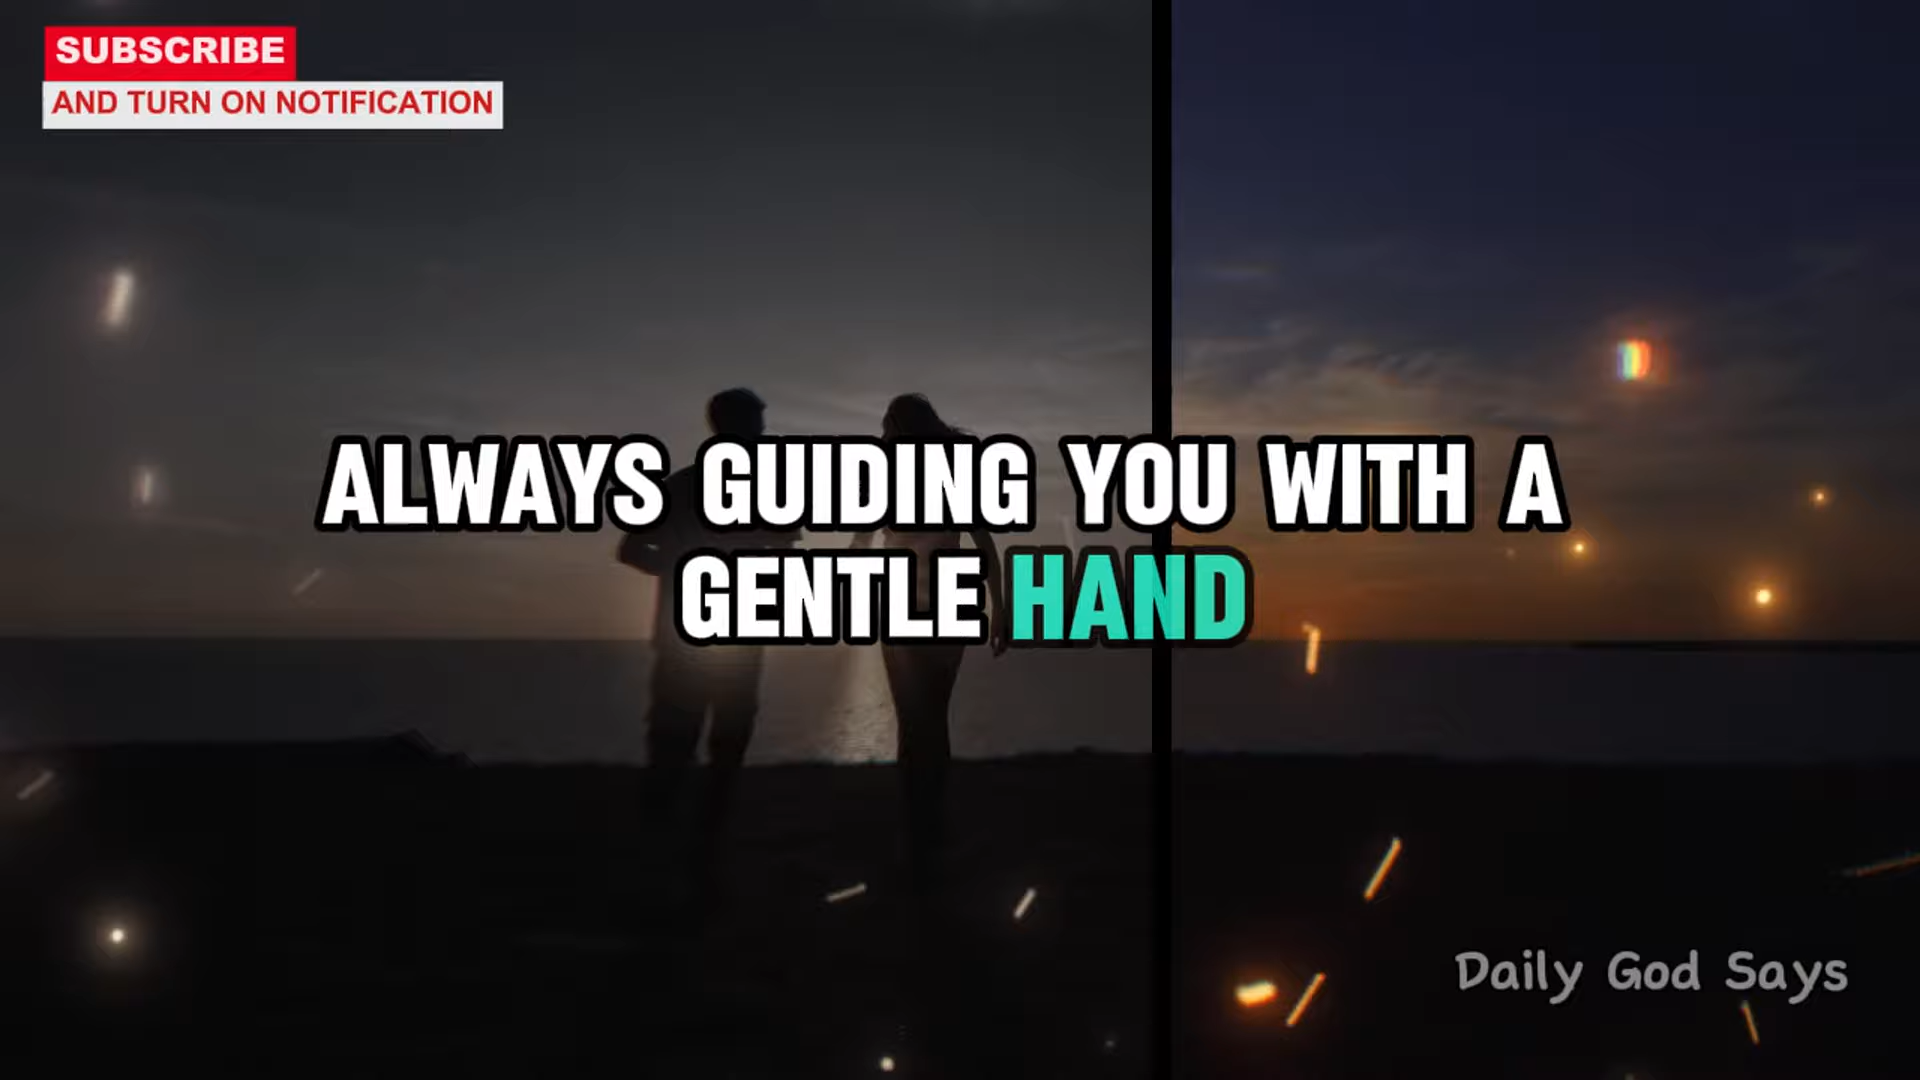 SUBSCRIBE
AND TURN ON NOTIFICATION
ALWAYS GUIDING YOU WITH A
GENTLE HAND
Daily God Says